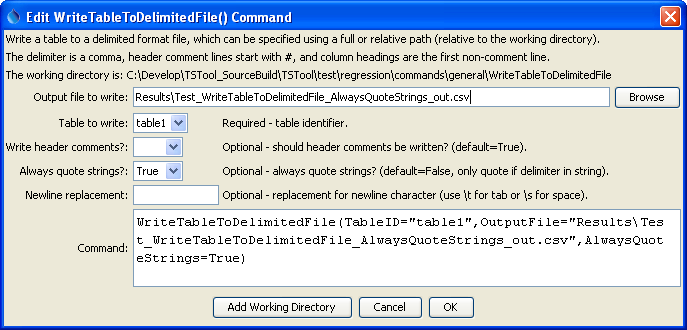 Edit WriteTableToDelimitedFile() Command
Write a table to a delimited format file, which can be specified using a full or relative path (relative to the working directory).
The delimiter is a comma, header comment lines start with #, and column headings are the first non-comment line.
The working directory is: C:\Develop\TSTool_SourceBuild\TSTool\test\regression\commands\general\WriteTableToDelimitedFile
Output file to write: Results\Test_WriteTableToDelimitedFile_AlwaysQuoteStrings_out.csv Browse
Table to write: table1 Required - table identifier.
Write header comments?: Optional - should header comments be written? (default=True).
Always quote strings?: True Optional - always quote strings? (default=False, only quote if delimiter in string).
Newline replacement: Optional - replacement for newline character (use \t for tab or \s for space).
Command: WriteTableToDelimitedFile(TableID="table1",OutputFile="Results\Tes
t_WriteTableToDelimitedFile_AlwaysQuoteStrings_out.csv",AlwaysQuot
eStrings=True)
Add Working Directory Cancel OK